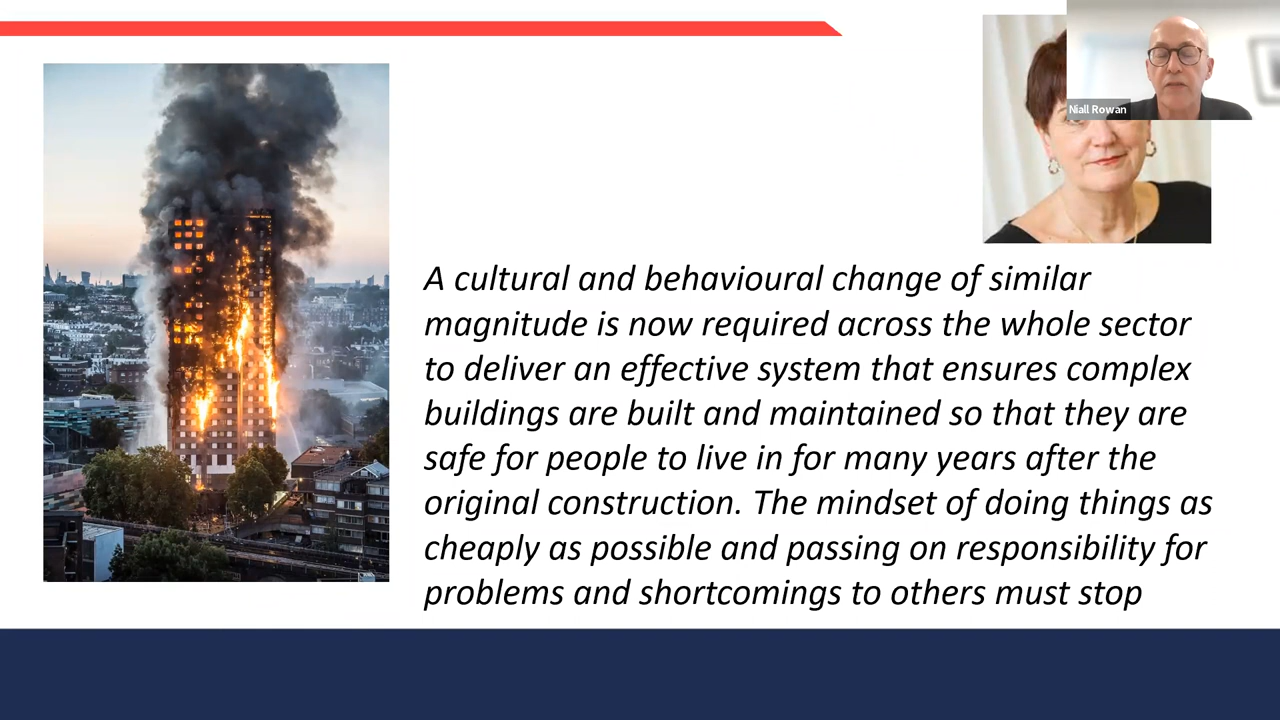 Niall Rowan
A cultural and behavioural change of similar
magnitude is now required across the whole sector
to deliver an effective system that ensures complex
buildings are built and maintained so that they are
safe for people to live in for many years after the
original construction. The mindset of doing things as
cheaply as possible and passing on responsibility for
problems and shortcomings to others must stop